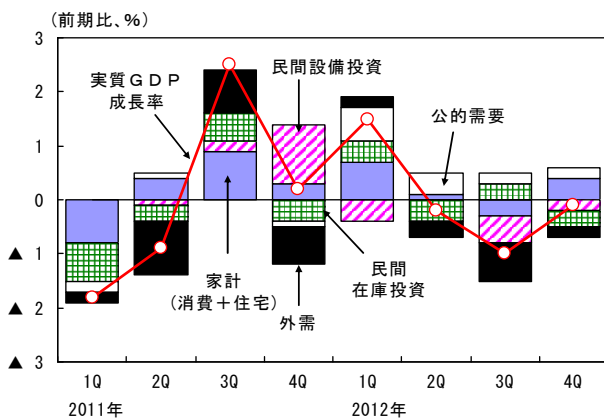 (前期比、%)
3
2
1
0
▲ 1
▲ 2
▲ 3
実質GDP
成長率
民間設備投資
公的需要
家計
(消費+住宅)
外需
民間
在庫投資
1Q 2Q 3Q 4Q 1Q 2Q 3Q 4Q
2011年 2012年